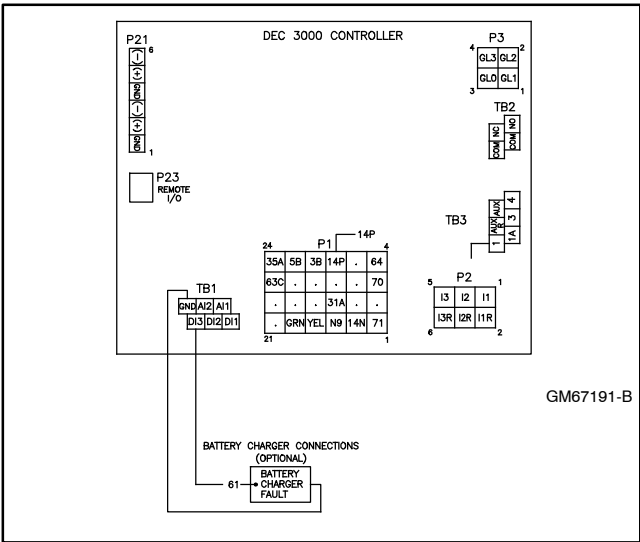 DEC 3000 CONTROLLER
P21
6
(-)
(+)
GND
(-)
(+)
GND
1
P23
REMOTE
I/O
P3
4 2
GL3 GL2
GL0 GL1
3 1
TB2
COM NC
COM NO
TB3
AUX R AUX 4
1 1A 3
14P
24 P1 4
35A 5B 3B 14P . 64
63C . . . . 70
. . . 31A . .
. GRN YEL N9 14N 71
21 1
P2
5 1
I3 I2 I1
I3R I2R I1R
6 2
TB1
GND AI2 AI1
DI3 DI2 DI1
GM67191-B
BATTERY CHARGER CONNECTIONS
(OPTIONAL)
BATTERY
61 CHARGER
FAULT